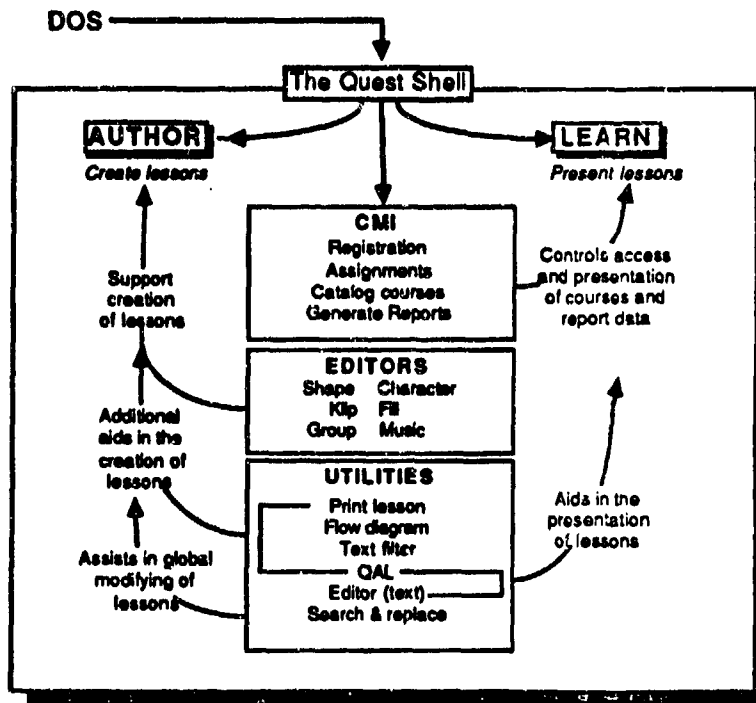 DOS
The Quest Shell
AUTHOR
Create lessons
LEARN
Present lessons
CMI
Registration
Assignments
Catalog courses
Generate Reports
Controls access
and presentation
of courses and
report data
Support
creation
of lessons
EDITORS
Shape Character
Klip Fill
Group Music
Additional
aids in the
creation of
lessons
UTILITIES
Print lesson
Flow diagram
Text filter
QAL
Editor (text)
Search & replace
Aids in the
presentation
of lessons
Assists in global
modifying of
lessons